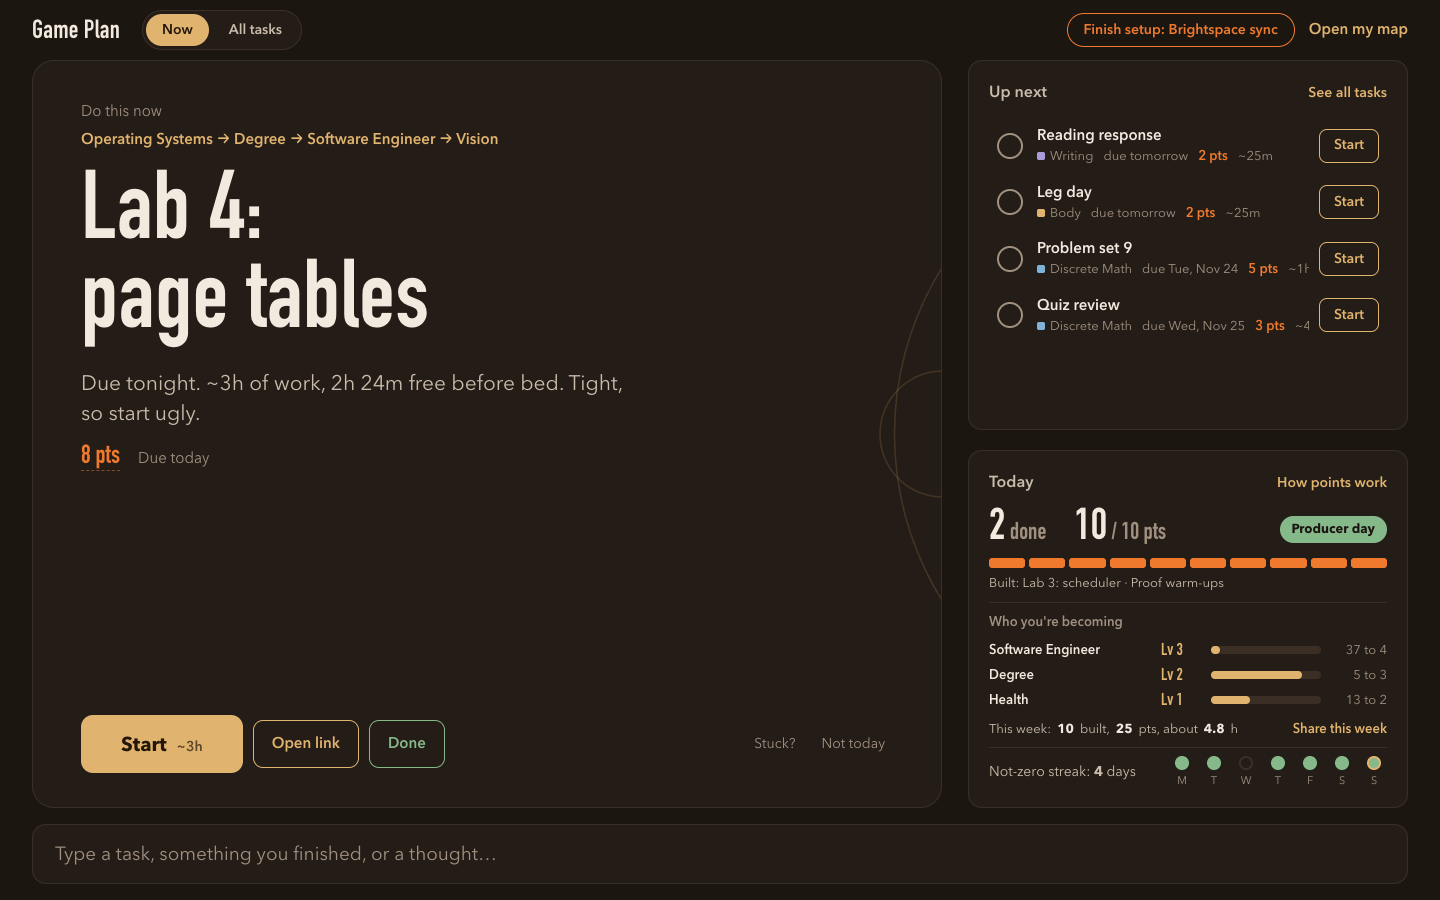 Game Plan
Now
All tasks
Finish setup: Brightspace sync
Open my map
Do this now
Operating Systems → Degree → Software Engineer → Vision
Lab 4:
page tables
Due tonight. ~3h of work, 2h 24m free before bed. Tight,
so start ugly.
8 pts Due today
Start ~3h
Open link
Done
Stuck?
Not today
Up next
See all tasks
Reading response
Writing due tomorrow 2 pts ~25m
Start
Leg day
Body due tomorrow 2 pts ~25m
Start
Problem set 9
Discrete Math due Tue, Nov 24 5 pts ~1h
Start
Quiz review
Discrete Math due Wed, Nov 25 3 pts ~4
Start
Today
How points work
2 done 10 / 10 pts
Producer day
Built: Lab 3: scheduler · Proof warm-ups
Who you're becoming
Software Engineer Lv 3 37 to 4
Degree Lv 2 5 to 3
Health Lv 1 13 to 2
This week: 10 built, 25 pts, about 4.8 h
Share this week
Not-zero streak: 4 days
M T W T F S S
Type a task, something you finished, or a thought…